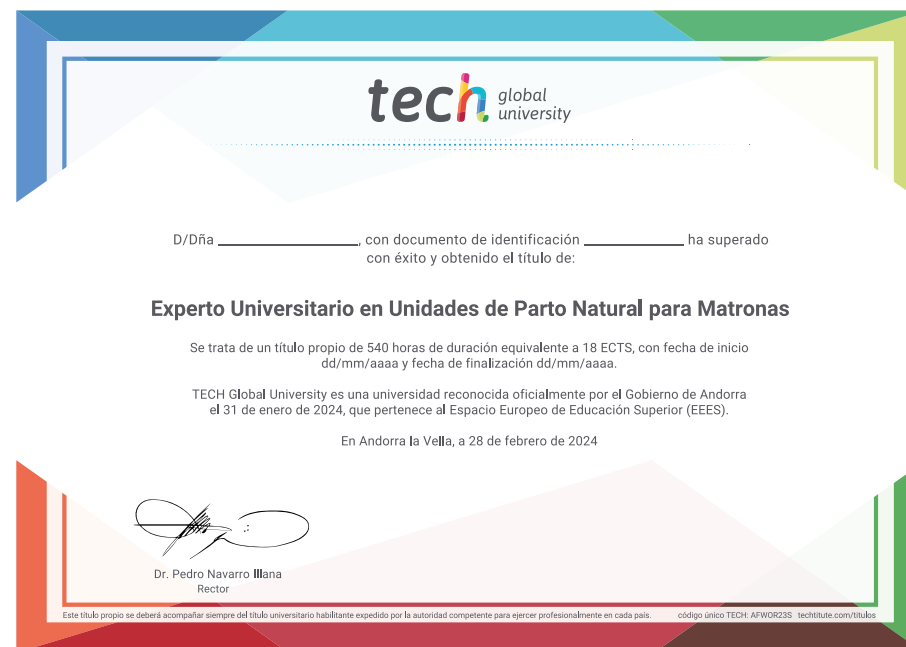 tech global
university
D/Dña ____________________, con documento de identificación ______________ ha superado
con éxito y obtenido el título de:
Experto Universitario en Unidades de Parto Natural para Matronas
Se trata de un título propio de 540 horas de duración equivalente a 18 ECTS, con fecha de inicio
dd/mm/aaaa y fecha de finalización dd/mm/aaaa.
TECH Global University es una universidad reconocida oficialmente por el Gobierno de Andorra
el 31 de enero de 2024, que pertenece al Espacio Europeo de Educación Superior (EEES).
En Andorra la Vella, a 28 de febrero de 2024
Dr. Pedro Navarro Illana
Rector
Este título propio se deberá acompañar siempre del título universitario habilitante expedido por la autoridad competente para ejercer profesionalmente en cada país. código único TECH: AFWOR23S techtitute.com/titulos